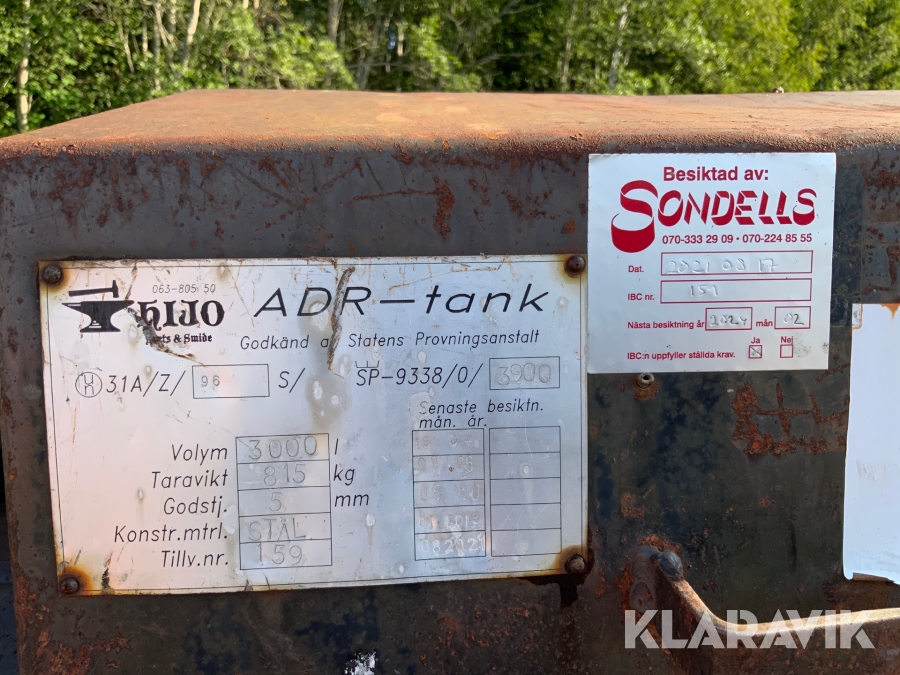 063-805 50
HIJO
& Smide
ADR-tank
Godkänd av Statens Provningsanstalt
31A/Z/ 96 S/ SP-9338/0/ 3900
Senaste besiktn.
mån. år.
Volym 3000 l
Taravikt 815 kg
Godstj. 5 mm
Konstr.mtrl. STÅL
Tillv.nr. 159
Besiktad av:
SONDELLS
070-333 29 09 • 070-224 85 55
Dat. 2021 03 17
IBC nr. 159
Nästa besiktning år 2024 mån 02
Ja Nej
IBC:n uppfyller ställda krav.
KLARAVIK